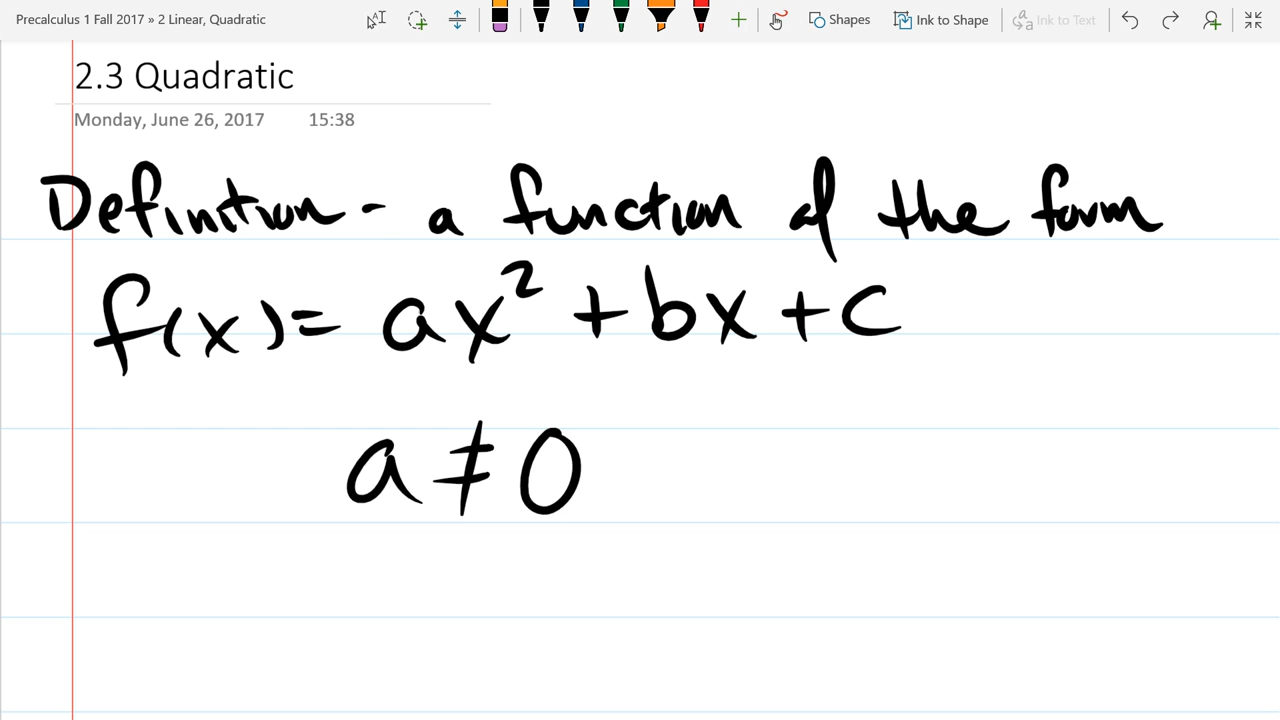 Precalculus 1 Fall 2017 » 2 Linear, Quadratic
Shapes
Ink to Shape
Ink to Text
2.3 Quadratic
Monday, June 26, 2017 15:38
Definition - a function of the form
f(x) = ax² + bx + c
a ≠ 0